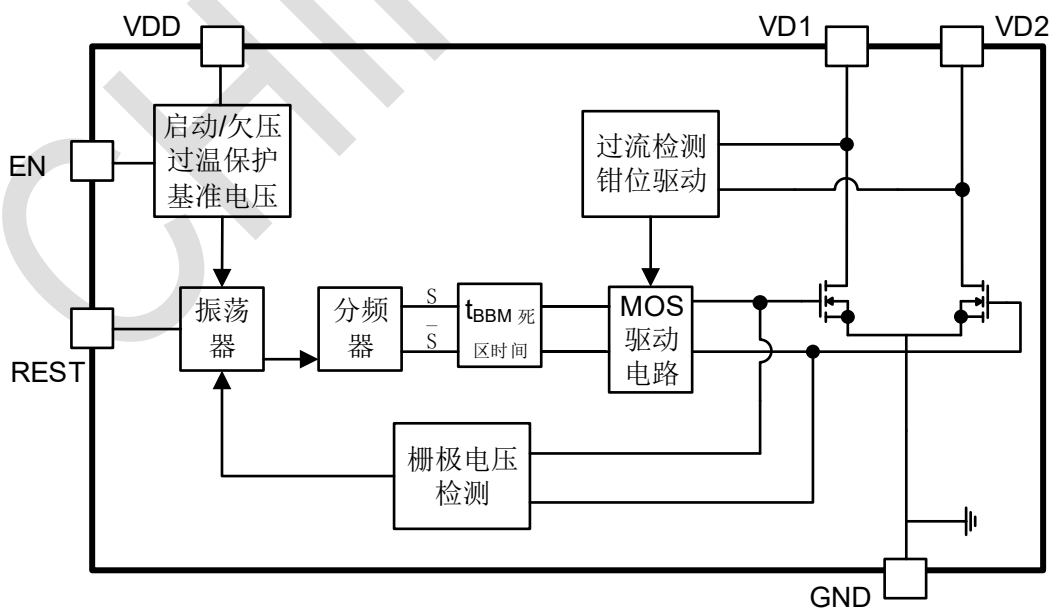 VDD
VD1
VD2
启动/欠压
过温保护
基准电压
过流检测
钳位驱动
EN
振荡
器
分频
器
S
S̅
tBBM 死
区时间
MOS
驱动
电路
REST
栅极电压
检测
GND